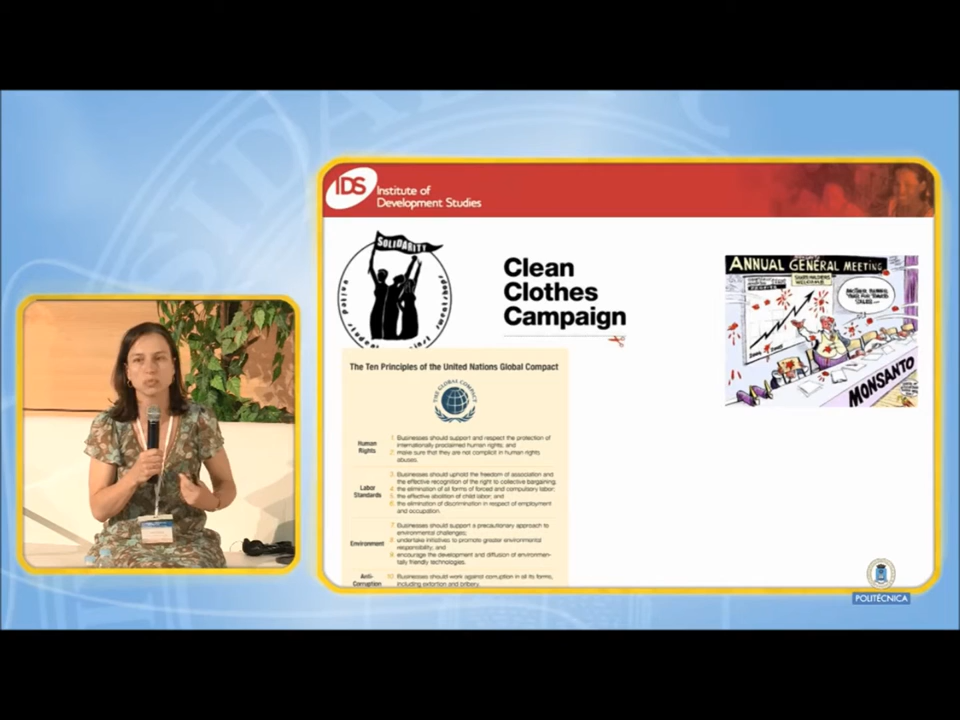 IDS
Institute of
Development Studies
SOLIDARITY
Clean
Clothes
Campaign
ANNUAL GENERAL MEETING
SHAREHOLDERS
WELCOME
MONSANTO
The Ten Principles of the United Nations Global Compact
THE GLOBAL COMPACT
Human
Rights
1. Businesses should support and respect the protection of
internationally proclaimed human rights; and
2. make sure that they are not complicit in human rights
abuses.
Labor
Standards
3. Businesses should uphold the freedom of association and
the effective recognition of the right to collective bargaining;
4. the elimination of all forms of forced and compulsory labor;
5. the effective abolition of child labor; and
6. the elimination of discrimination in respect of employment
and occupation.
Environment
7. Businesses should support a precautionary approach to
environmental challenges;
8. undertake initiatives to promote greater environmental
responsibility; and
9. encourage the development and diffusion of environmen-
tally friendly technologies.
Anti-
Corruption
10. Businesses should work against corruption in all its forms,
including extortion and bribery.
POLITÉCNICA